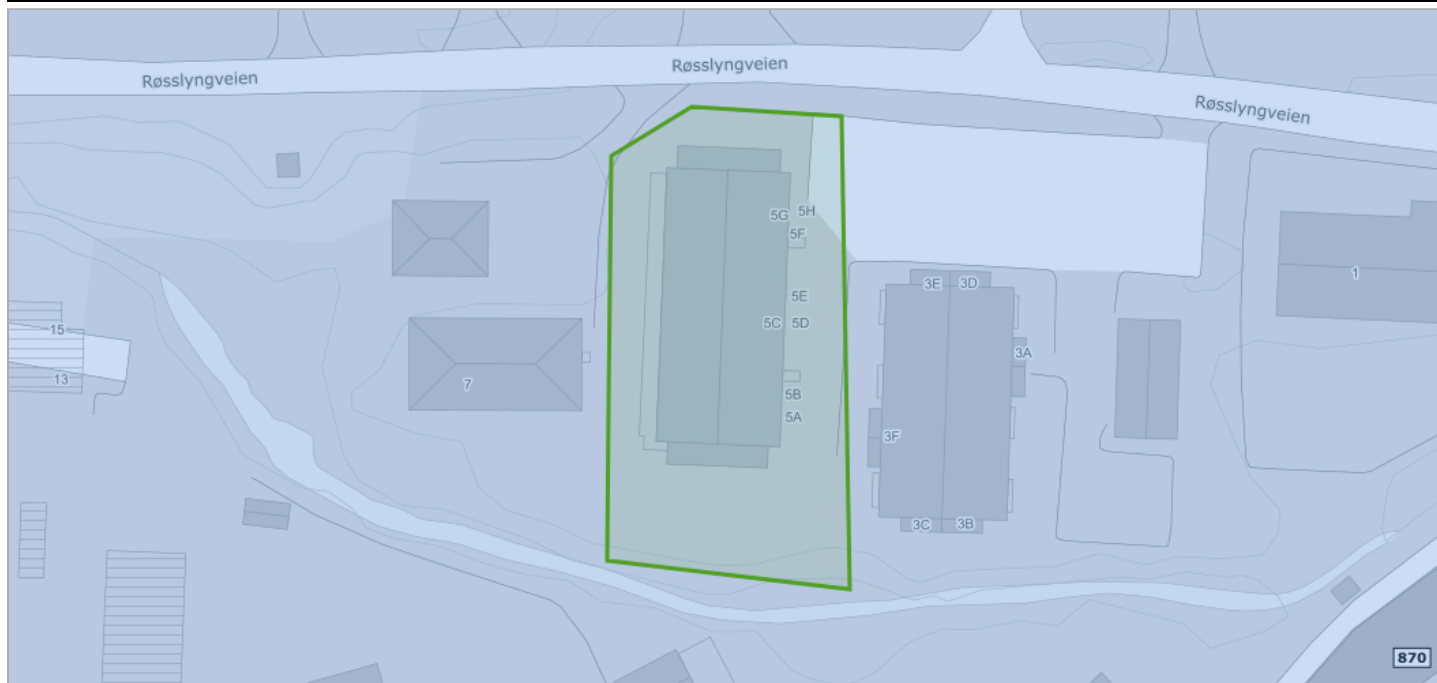 Røsslyngveien
Røsslyngveien
Røsslyngveien
5G
5H
5F
5E
5C
5D
5B
5A
3E
3D
3A
3F
3C
3B
1
15
13
7
870